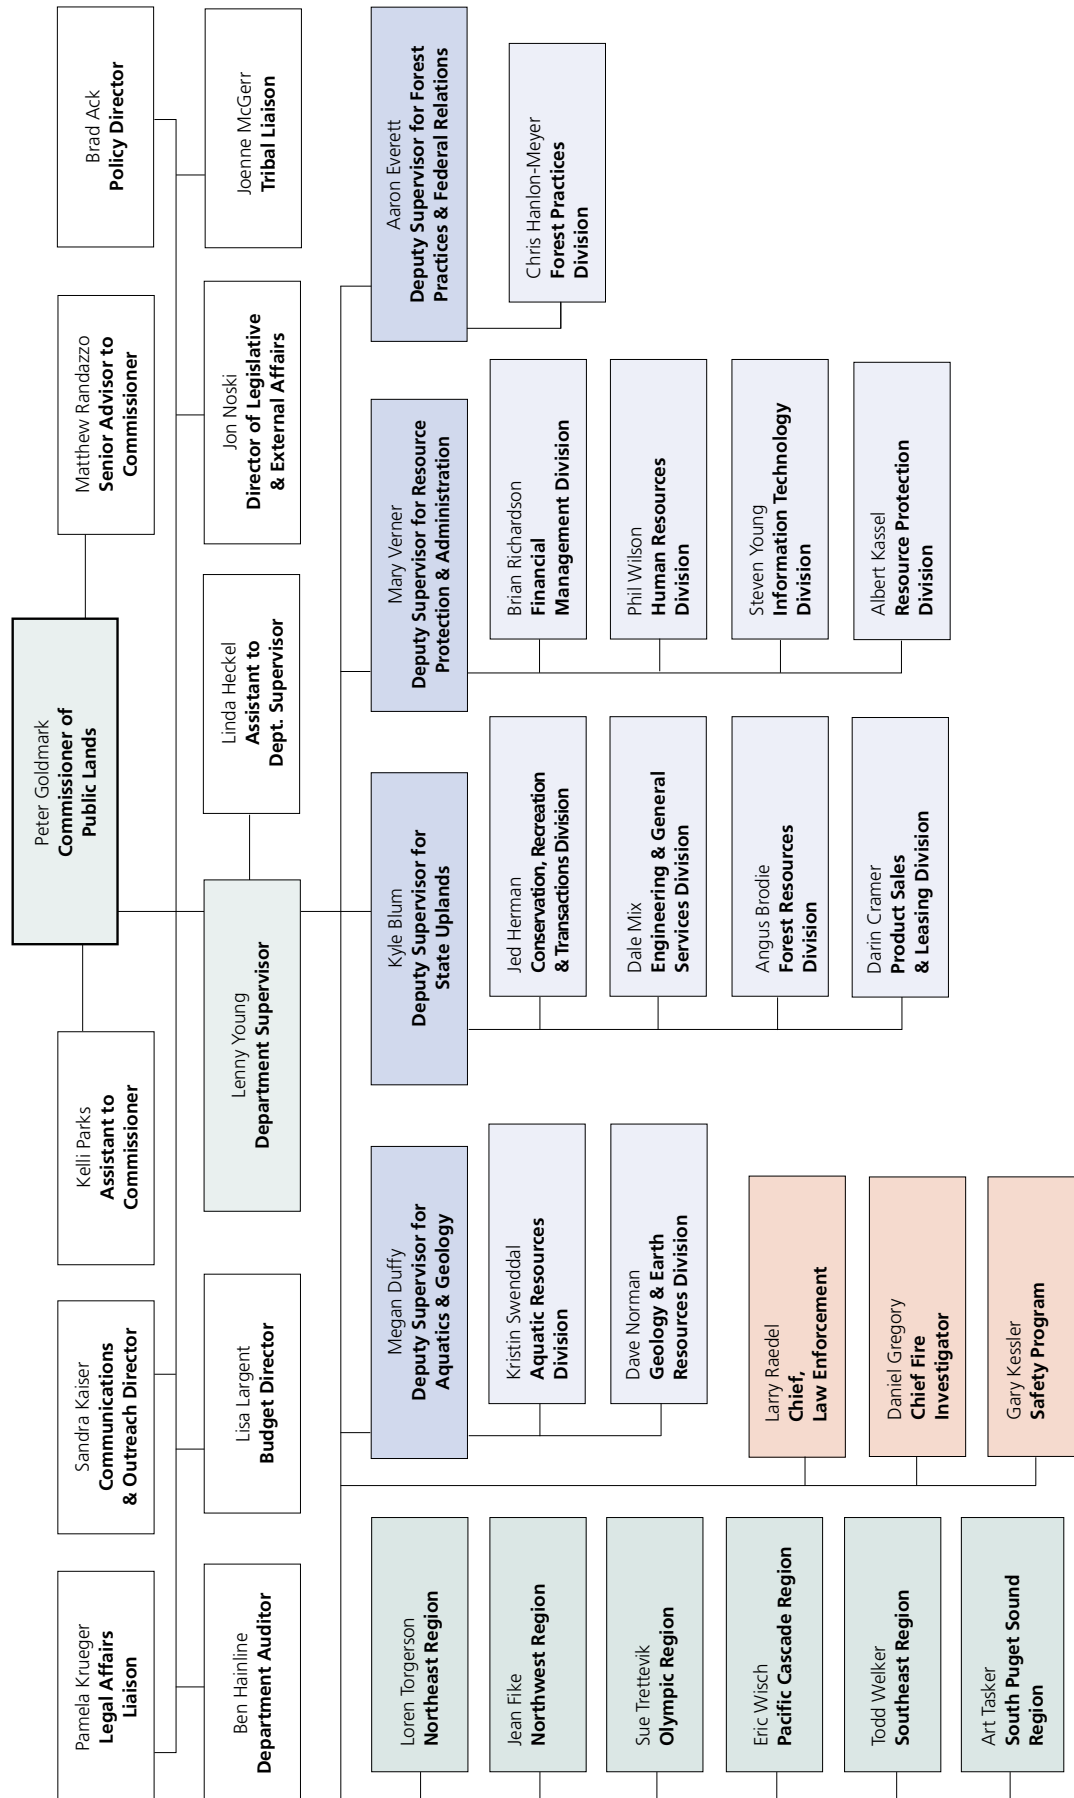 Peter Goldmark
Commissioner of
Public Lands
Kelli Parks
Assistant to
Commissioner
Matthew Randazzo
Senior Advisor to
Commissioner
Pamela Krueger
Legal Affairs
Liaison
Sandra Kaiser
Communications
& Outreach Director
Brad Ack
Policy Director
Ben Hainline
Department Auditor
Lisa Largent
Budget Director
Lenny Young
Department Supervisor
Linda Heckel
Assistant to
Dept. Supervisor
Jon Noski
Director of Legislative
& External Affairs
Joenne McGerr
Tribal Liaison
Loren Torgerson
Northeast Region
Jean Fike
Northwest Region
Sue Trettevik
Olympic Region
Eric Wisch
Pacific Cascade Region
Todd Welker
Southeast Region
Art Tasker
South Puget Sound
Region
Larry Raedel
Chief,
Law Enforcement
Daniel Gregory
Chief Fire
Investigator
Gary Kessler
Safety Program
Megan Duffy
Deputy Supervisor for
Aquatics & Geology
Kristin Swenddal
Aquatic Resources
Division
Dave Norman
Geology & Earth
Resources Division
Kyle Blum
Deputy Supervisor for
State Uplands
Jed Herman
Conservation, Recreation
& Transactions Division
Dale Mix
Engineering & General
Services Division
Angus Brodie
Forest Resources
Division
Darin Cramer
Product Sales
& Leasing Division
Mary Verner
Deputy Supervisor for Resource
Protection & Administration
Brian Richardson
Financial
Management Division
Phil Wilson
Human Resources
Division
Steven Young
Information Technology
Division
Albert Kassel
Resource Protection
Division
Aaron Everett
Deputy Supervisor for Forest
Practices & Federal Relations
Chris Hanlon-Meyer
Forest Practices
Division